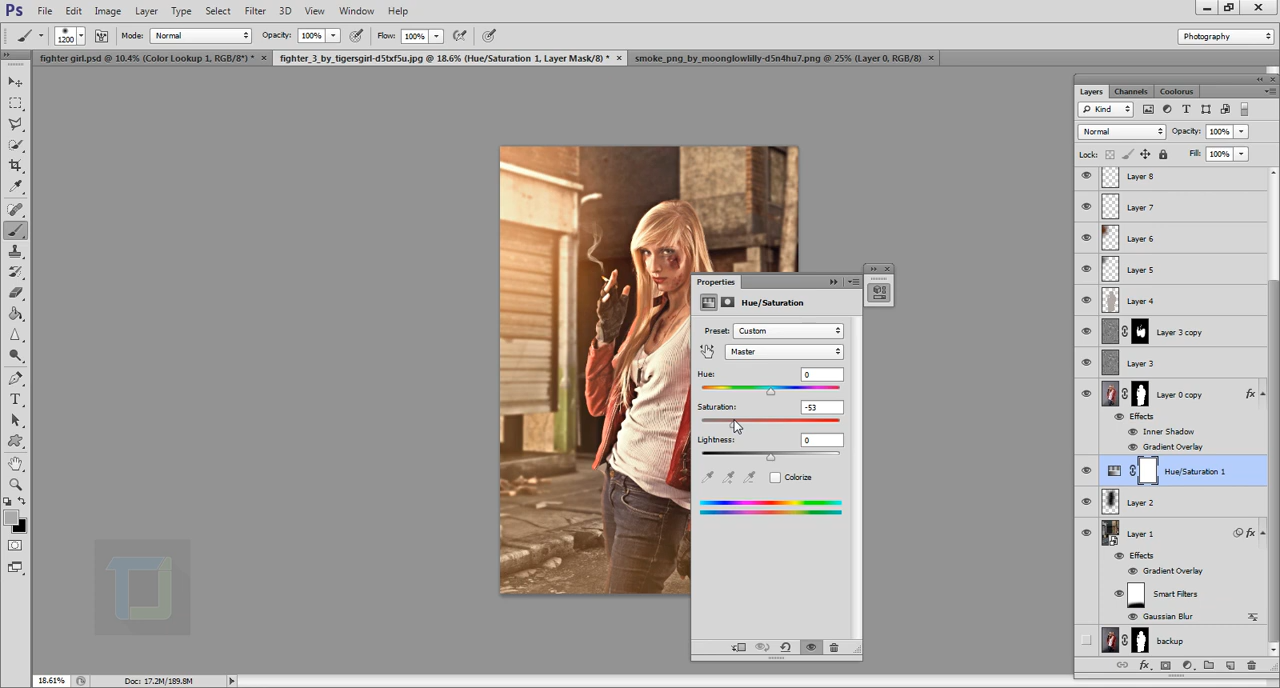 Ps File Edit Image Layer Type Select Filter 3D View Window Help
1200 Mode: Normal Opacity: 100% Flow: 100% Photography
fighter girl.psd @ 10.4% (Color Lookup 1, RGB/8*) * × fighter_3_by_tigersgirl-d5txf5u.jpg @ 18.6% (Hue/Saturation 1, Layer Mask/8) * × smoke_png_by_moonglowlilly-d5n4hu7.png @ 25% (Layer 0, RGB/8) ×
Layers Channels Coolorus
Kind
Normal Opacity: 100%
Lock: Fill: 100%
Layer 8
Layer 7
Layer 6
Layer 5
Layer 4
Layer 3 copy
Layer 3
Layer 0 copy fx
Effects
Inner Shadow
Gradient Overlay
Hue/Saturation 1
Layer 2
Layer 1 fx
Effects
Gradient Overlay
Smart Filters
Gaussian Blur
backup
fx
Properties
Hue/Saturation
Preset: Custom
Master
Hue: 0
Saturation: -53
Lightness: 0
Colorize
TJ
18.61% Doc: 17.2M/189.8M